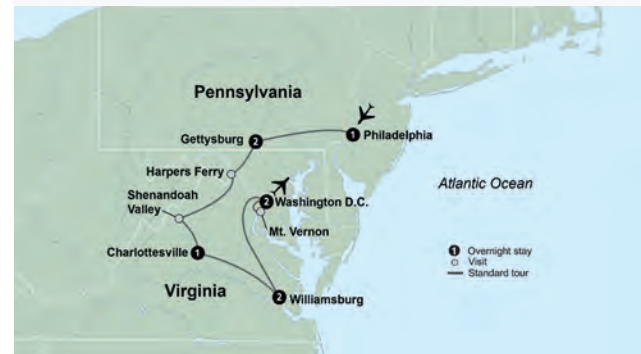 Pennsylvania
Gettysburg
2
1
Philadelphia
Harpers Ferry
Shenandoah
Valley
2
Washington D.C.
Mt. Vernon
Atlantic Ocean
Charlottesville
1
Virginia
2
Williamsburg
1
Overnight stay
Visit
Standard tour